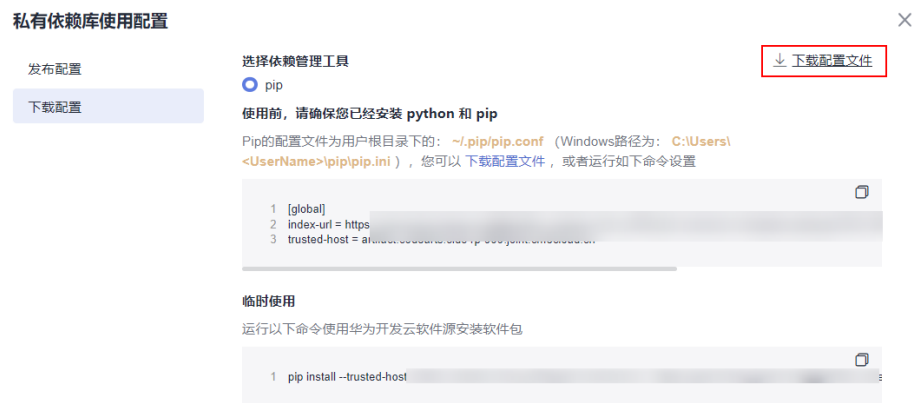 私有依赖库使用配置
发布配置
下载配置
选择依赖管理工具
下载配置文件
pip
使用前，请确保您已经安装 python 和 pip
Pip的配置文件为用户根目录下的： ~/.pip/pip.conf （Windows路径为： C:\Users\
<UserName>\pip\pip.ini ），您可以 下载配置文件 ，或者运行如下命令设置
1 [global]
2 index-url = https
3 trusted-host =
临时使用
运行以下命令使用华为开发云软件源安装软件包
1 pip install --trusted-host